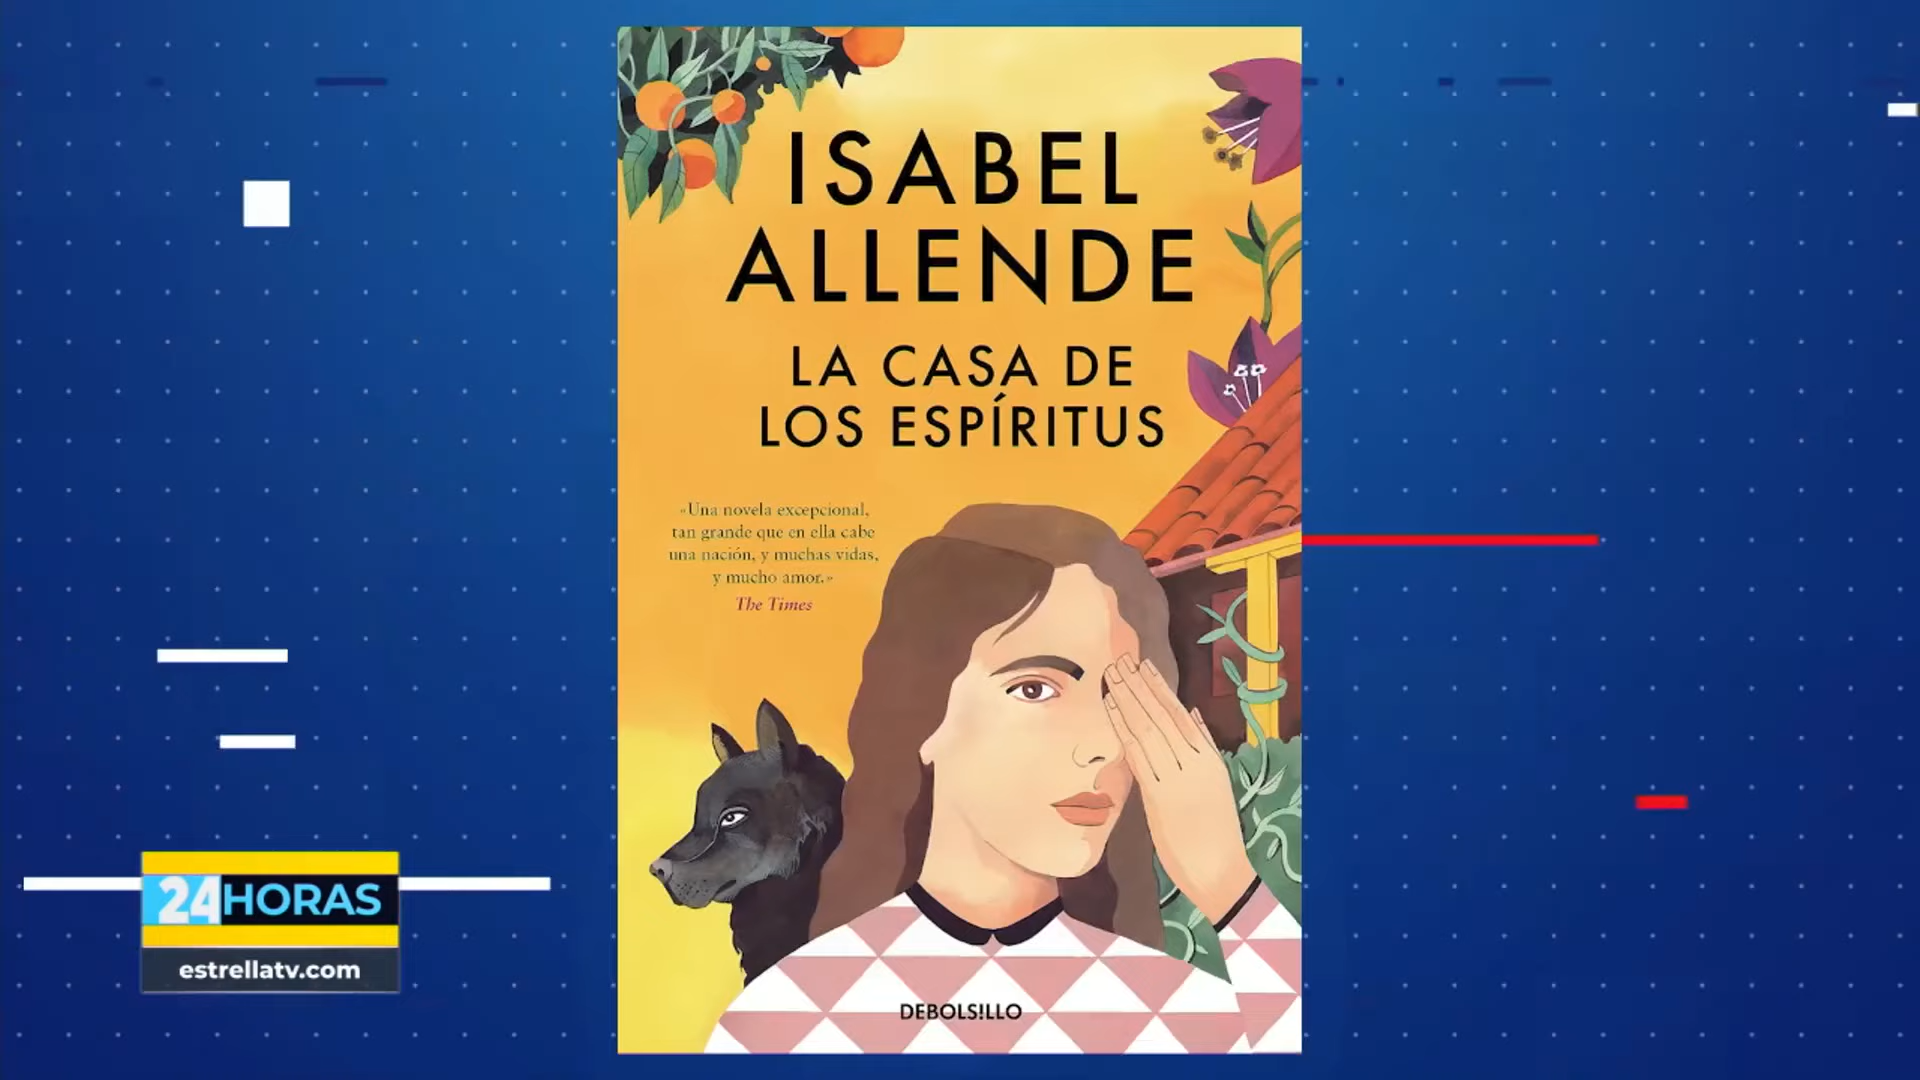 ISABEL
ALLENDE
LA CASA DE
LOS ESPÍRITUS
«Una novela excepcional,
tan grande que en ella cabe
una nación, y muchas vidas,
y mucho amor.»
The Times
DEBOLS!LLO
24HORAS
estrellatv.com